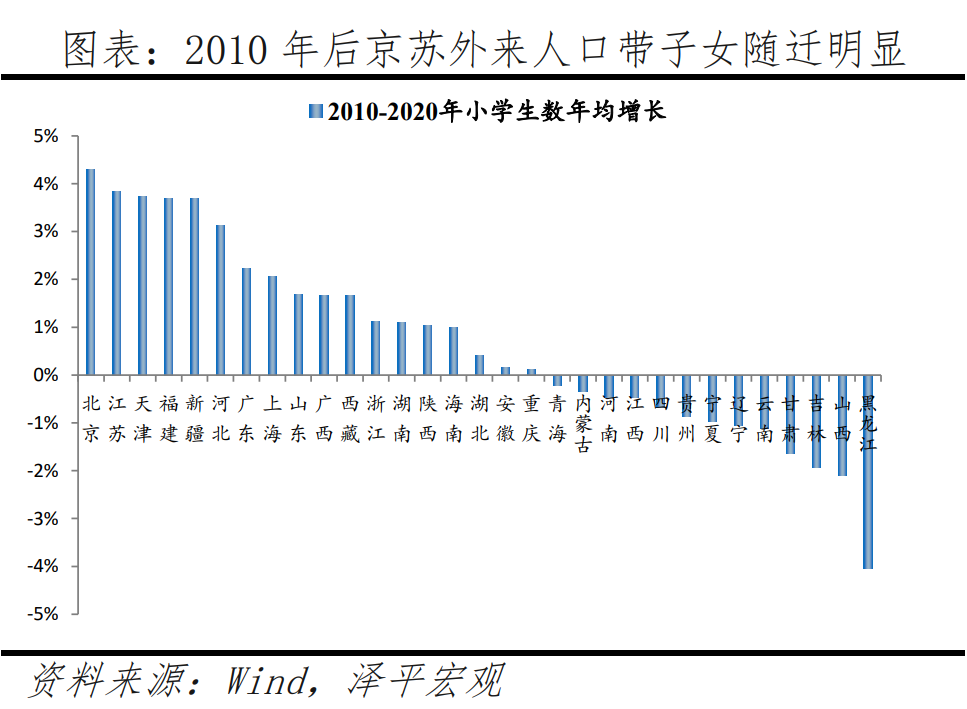 图表：2010 年后京苏外来人口带子女随迁明显
2010-2020年小学生数年均增长
5%
4%
3%
2%
1%
0%
-1%
-2%
-3%
-4%
-5%
北京
江苏
天津
福建
新疆
河北
广东
上海
山东
广西
西藏
浙江
湖南
陕西
海南
湖北
安徽
重庆
青海
内蒙古
河南
江西
四川
贵州
宁夏
辽宁
云南
甘肃
吉林
山西
黑龙江
资料来源：Wind，泽平宏观